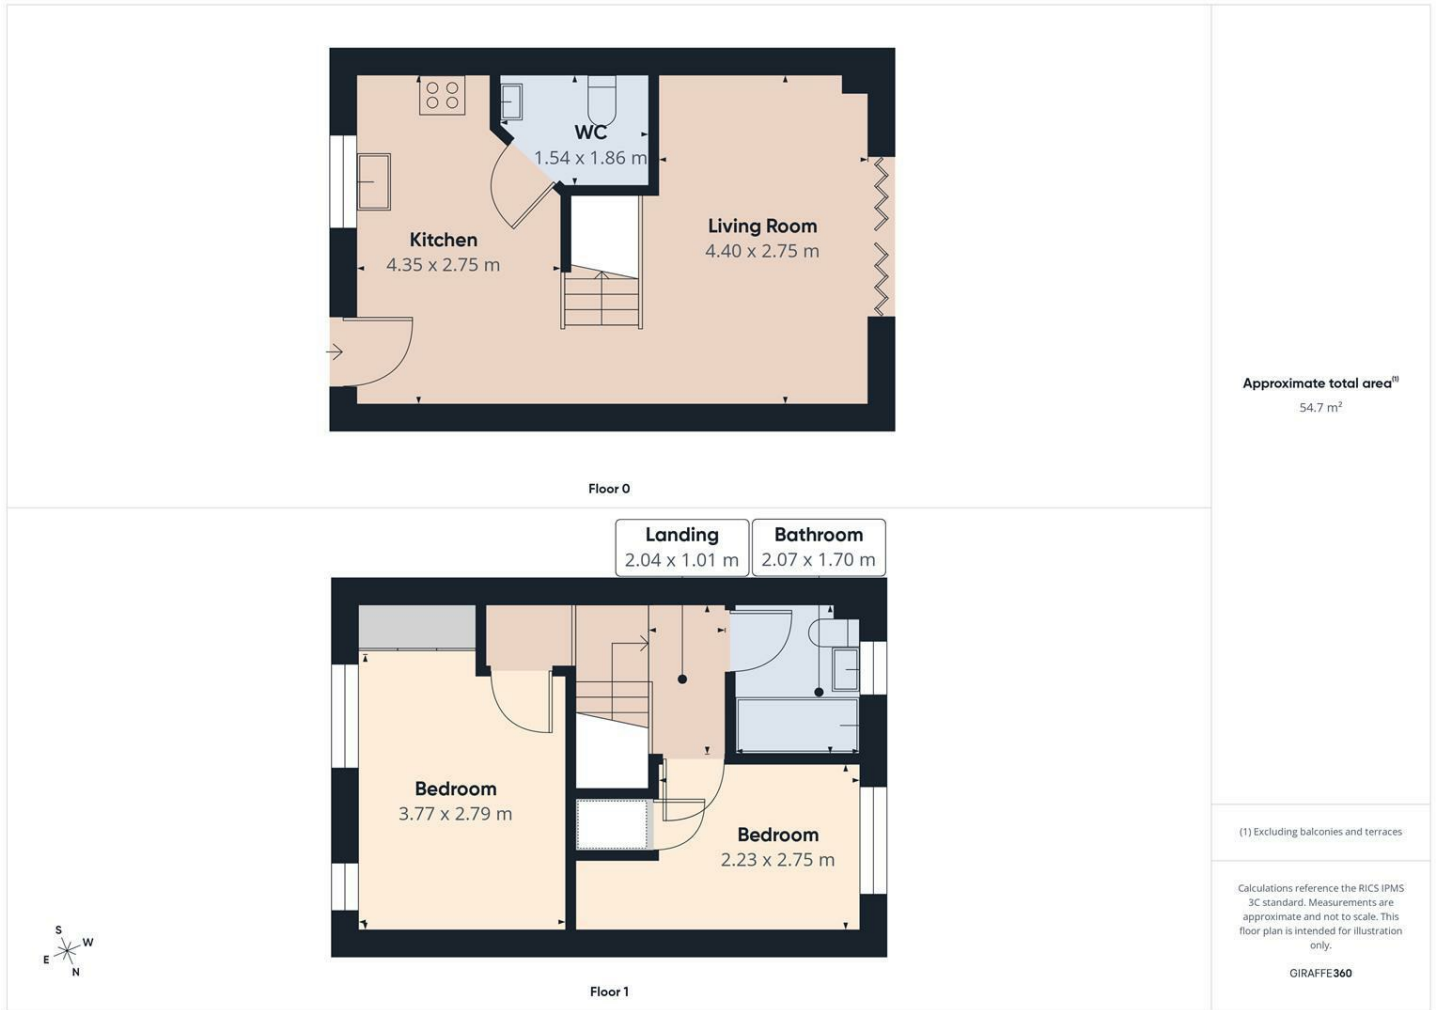 WC
1.54 x 1.86 m
Kitchen
4.35 x 2.75 m
Living Room
4.40 x 2.75 m
Floor 0
Approximate total area(1)
54.7 m²
Landing
2.04 x 1.01 m
Bathroom
2.07 x 1.70 m
Bedroom
3.77 x 2.79 m
Bedroom
2.23 x 2.75 m
S
W
E
N
Floor 1
(1) Excluding balconies and terraces
Calculations reference the RICS IPMS
3C standard. Measurements are
approximate and not to scale. This
floor plan is intended for illustration
only.
GIRAFFE360